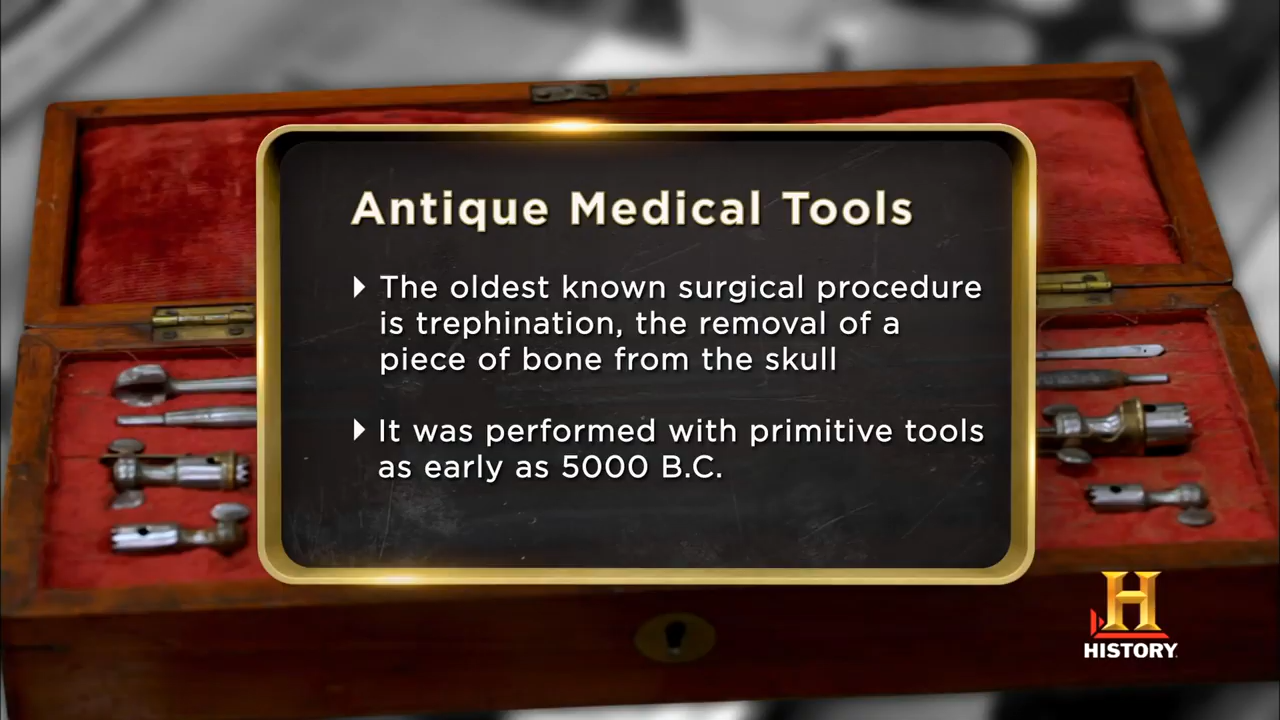 Antique Medical Tools
The oldest known surgical procedure
is trephination, the removal of a
piece of bone from the skull
It was performed with primitive tools
as early as 5000 B.C.
H
HISTORY